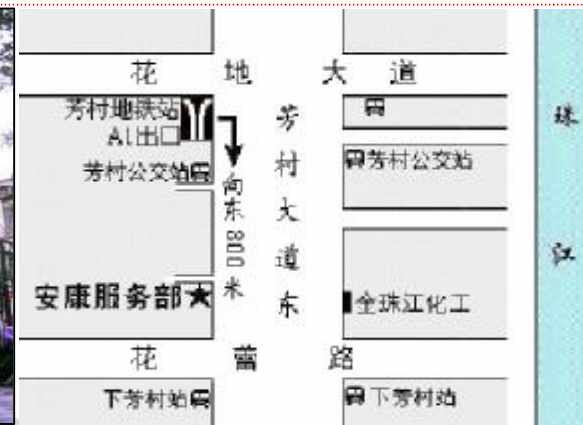 花地大道
芳村地铁站
A1出口
芳村公交站
向东800米
芳村大道东
芳村公交站
珠江
安康服务部
金珠江化工
花蕾路
下芳村站
下芳村站